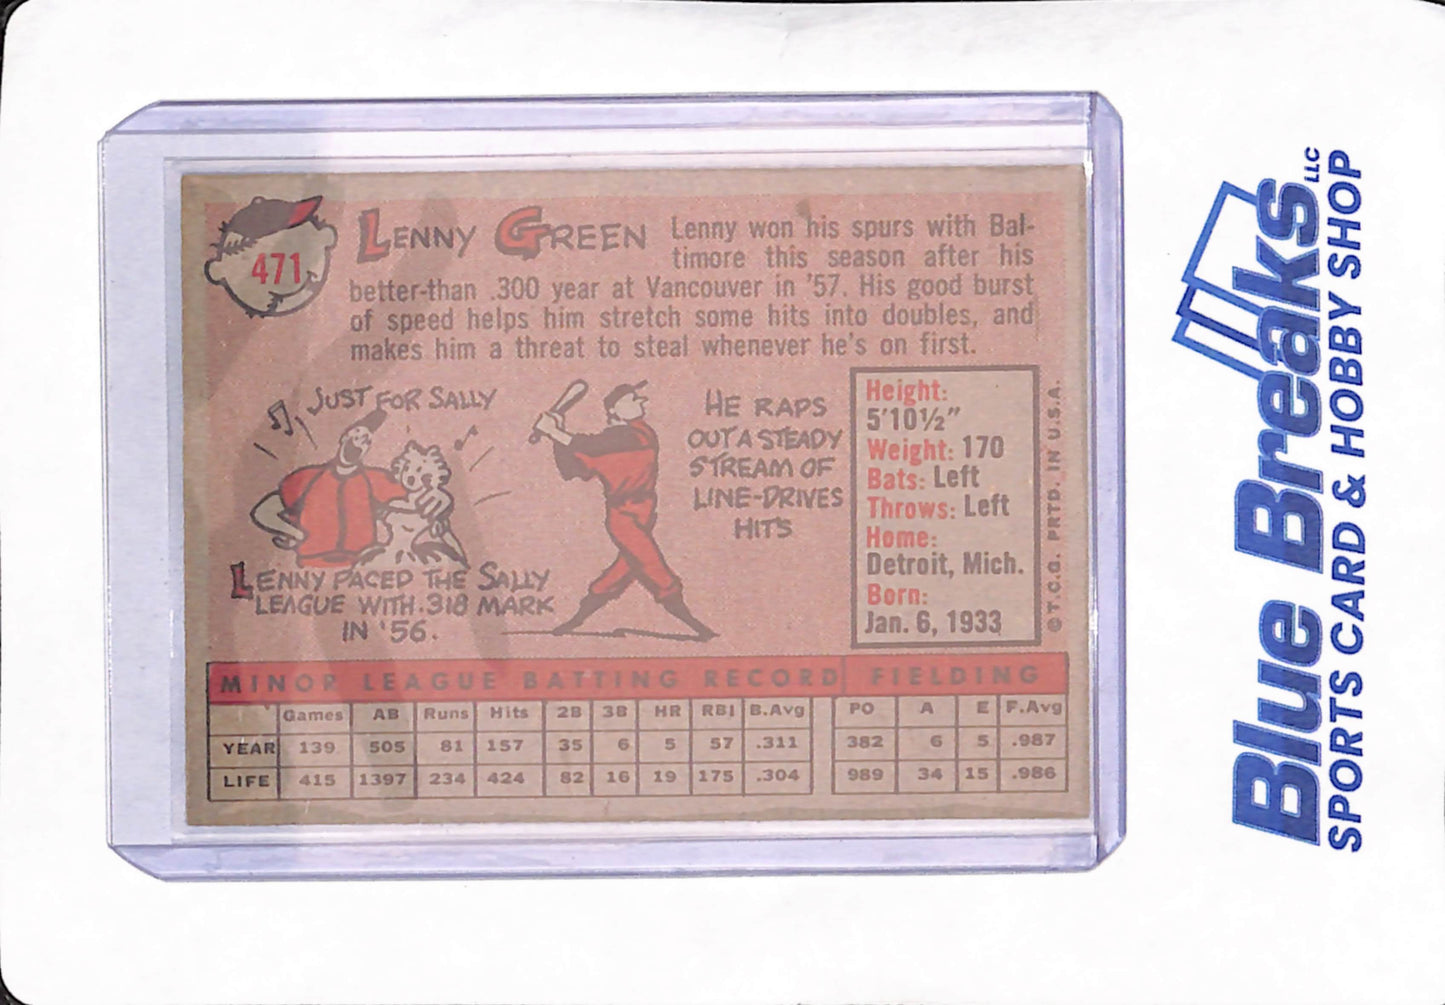 471
LENNY GREEN Lenny won his spurs with Bal-
timore this season after his
better-than .300 year at Vancouver in '57. His good burst
of speed helps him stretch some hits into doubles, and
makes him a threat to steal whenever he's on first.
JUST FOR SALLY
LENNY PACED THE SALLY
LEAGUE WITH .318 MARK
IN '56.
HE RAPS
OUT A STEADY
STREAM OF
LINE-DRIVES
HITS
Height:
5'10½"
Weight: 170
Bats: Left
Throws: Left
Home:
Detroit, Mich.
Born:
Jan. 6, 1933
© T.C.G. PRTD. IN U.S.A.
MINOR LEAGUE BATTING RECORD FIELDING
Games AB Runs Hits 2B 3B HR RBI B.Avg PO A E F.Avg
YEAR 139 505 81 157 35 6 5 57 .311 382 6 5 .987
LIFE 415 1397 234 424 82 16 19 175 .304 989 34 15 .986
Blue Breaks LLC
SPORTS CARD & HOBBY SHOP